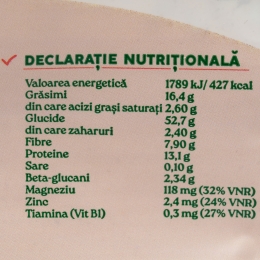 DECLARAȚIE NUTRIȚIONALĂ
Valoarea energetică 1789 kJ/ 427 kcal
Grăsimi 16,4 g
din care acizi grași saturați 2,60 g
Glucide 52,7 g
din care zaharuri 2,40 g
Fibre 7,90 g
Proteine 13,1 g
Sare 0,10 g
Beta-glucani 2,34 g
Magneziu 118 mg (32% VNR)
Zinc 2,4 mg (24% VNR)
Tiamina (Vit B1) 0,3 mg (27% VNR)